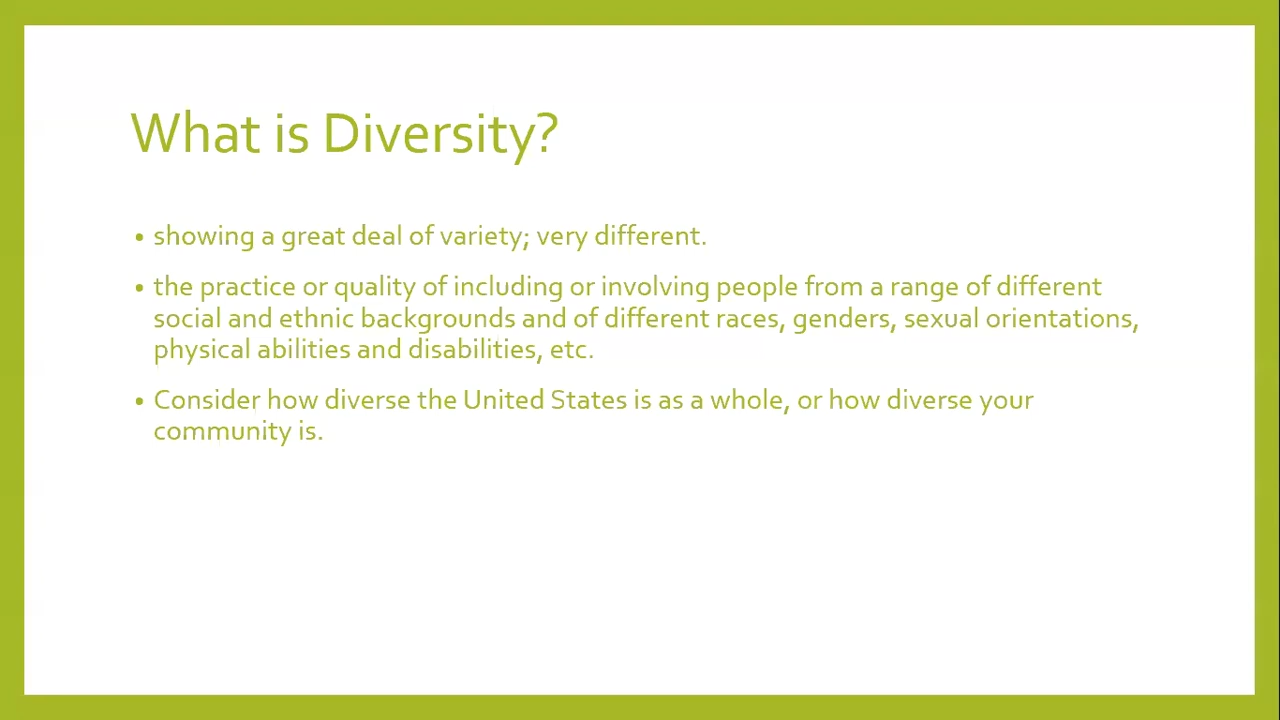 What is Diversity?
• showing a great deal of variety; very different.
• the practice or quality of including or involving people from a range of different
social and ethnic backgrounds and of different races, genders, sexual orientations,
physical abilities and disabilities, etc.
• Consider how diverse the United States is as a whole, or how diverse your
community is.